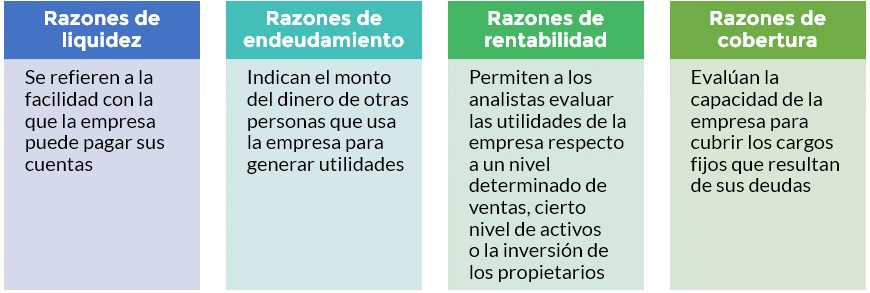 Razones de
liquidez
Se refieren a la
facilidad con la
que la empresa
puede pagar sus
cuentas
Razones de
endeudamiento
Indican el monto
del dinero de otras
personas que usa
la empresa para
generar utilidades
Razones de
rentabilidad
Permiten a los
analistas evaluar
las utilidades de la
empresa respecto
a un nivel
determinado de
ventas, cierto
nivel de activos
o la inversión de
los propietarios
Razones de
cobertura
Evalúan la
capacidad de la
empresa para
cubrir los cargos
fijos que resultan
de sus deudas